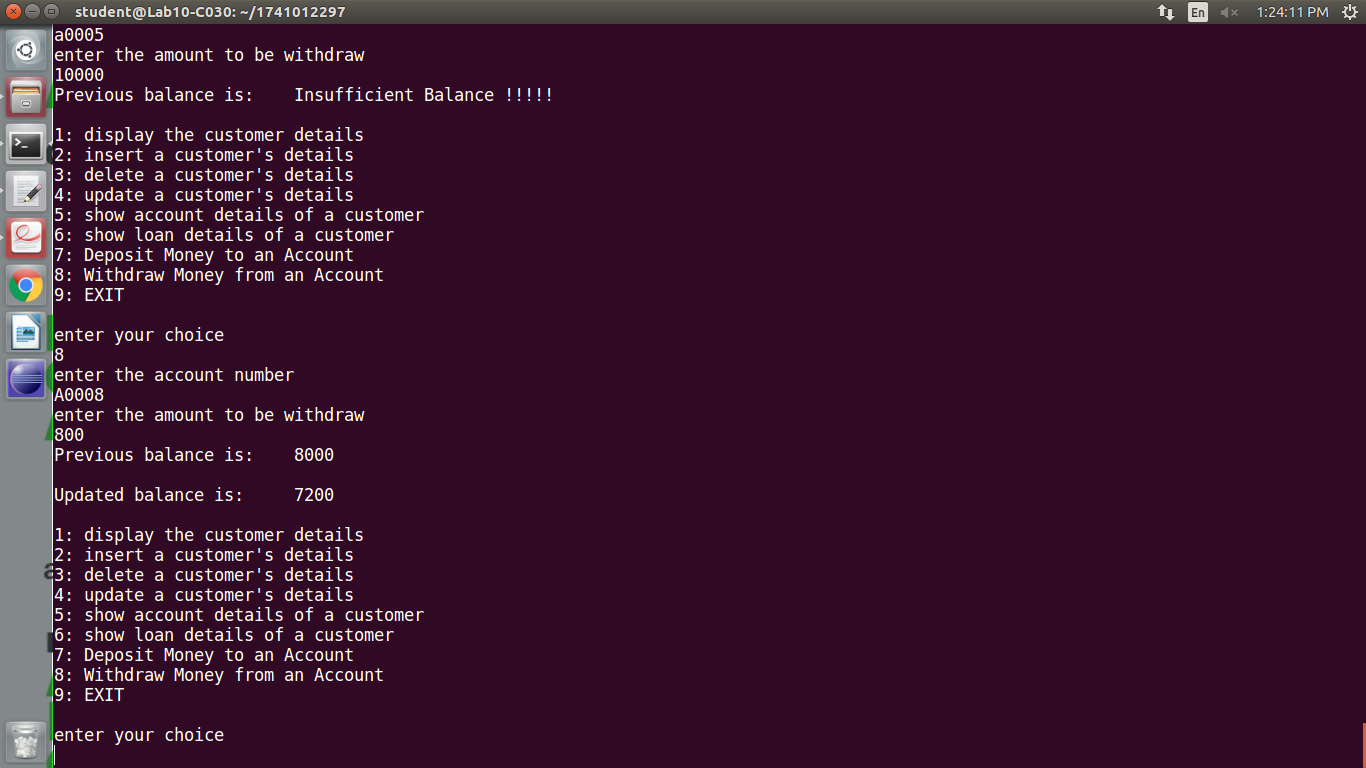 student@Lab10-C030: ~/1741012297
En
1:24:11 PM
a0005
enter the amount to be withdraw
10000
Previous balance is:    Insufficient Balance !!!!!
1: display the customer details
2: insert a customer's details
3: delete a customer's details
4: update a customer's details
5: show account details of a customer
6: show loan details of a customer
7: Deposit Money to an Account
8: Withdraw Money from an Account
9: EXIT
enter your choice
8
enter the account number
A0008
enter the amount to be withdraw
800
Previous balance is:    8000
Updated balance is:     7200
1: display the customer details
2: insert a customer's details
3: delete a customer's details
4: update a customer's details
5: show account details of a customer
6: show loan details of a customer
7: Deposit Money to an Account
8: Withdraw Money from an Account
9: EXIT
enter your choice